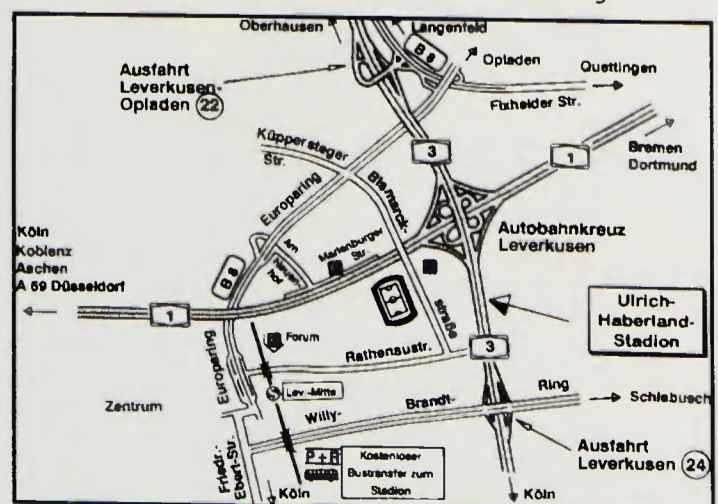 Oberhausen
Langenfeld
B 8
Opladen
Quettingen
Ausfahrt
Leverkusen-
Opladen 22
Fixheider Str.
Küppersteger
Str.
3
1
Bremen
Dortmund
Europaring
Bismarck-
straße
Köln
Koblenz
Aachen
A 59 Düsseldorf
B 8
Am
Neuen-
hof
Marienburger
Str.
Autobahnkreuz
Leverkusen
1
Ulrich-
Haberland-
Stadion
Forum
Rathenaustr.
3
Europaring
S
Lev.-Mitte
Zentrum
Willy-
Brandt-
Ring
Schlebusch
Friedr.-
Ebert-Str.
P + R
Kostenloser
Bustransfer zum
Stadion
Ausfahrt
Leverkusen 24
Köln
Köln